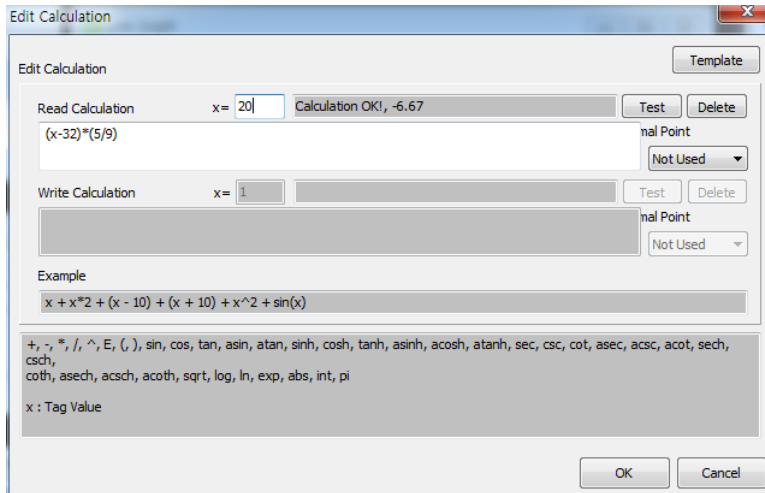 Edit Calculation
Template
Edit Calculation
Read Calculation x= 20 Calculation OK!, -6.67 Test Delete
(x-32)*(5/9)
mal Point
Not Used
Write Calculation x= 1 Test Delete
mal Point
Not Used
Example
x + x*2 + (x - 10) + (x + 10) + x^2 + sin(x)
+, -, *, /, ^, E, (, ), sin, cos, tan, asin, atan, sinh, cosh, tanh, asinh, acosh, atanh, sec, csc, cot, asec, acsc, acot, sech,
csch,
coth, asech, acsch, acoth, sqrt, log, ln, exp, abs, int, pi
x : Tag Value
OK Cancel